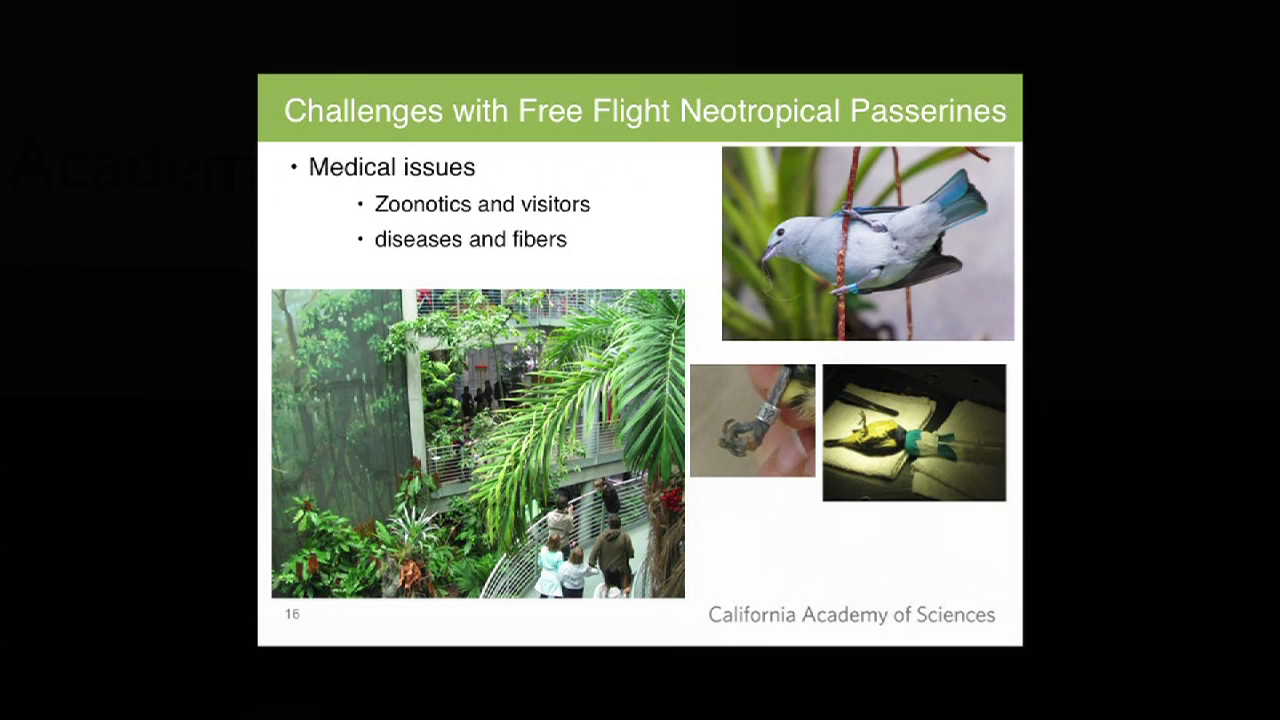 Challenges with Free Flight Neotropical Passerines
• Medical issues
• Zoonotics and visitors
• diseases and fibers
16
California Academy of Sciences